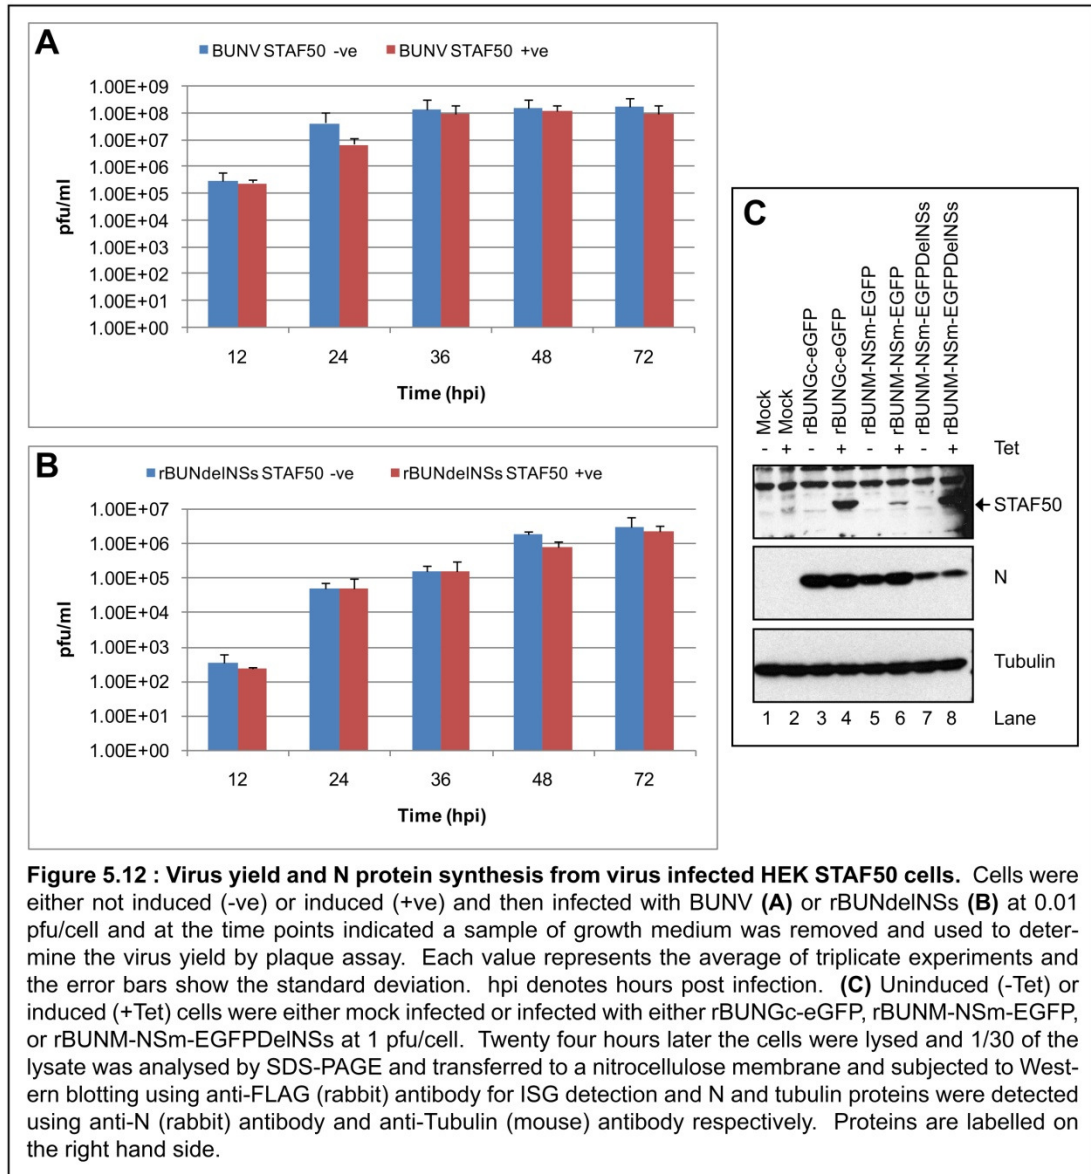 A
BUNV STAF50 -ve BUNV STAF50 +ve
1.00E+09
1.00E+08
1.00E+07
1.00E+06
1.00E+05
1.00E+04
1.00E+03
1.00E+02
1.00E+01
1.00E+00
pfu/ml
12 24 36 48 72
Time (hpi)
B
rBUNdelNSs STAF50 -ve rBUNdelNSs STAF50 +ve
1.00E+07
1.00E+06
1.00E+05
1.00E+04
1.00E+03
1.00E+02
1.00E+01
1.00E+00
pfu/ml
12 24 36 48 72
Time (hpi)
C
Mock
Mock
rBUNGc-eGFP
rBUNGc-eGFP
rBUNM-NSm-EGFP
rBUNM-NSm-EGFP
rBUNM-NSm-EGFPDelNSs
rBUNM-NSm-EGFPDelNSs
- + - + - + - + Tet
STAF50
N
Tubulin
1 2 3 4 5 6 7 8 Lane
Figure 5.12 : Virus yield and N protein synthesis from virus infected HEK STAF50 cells. Cells were
either not induced (-ve) or induced (+ve) and then infected with BUNV (A) or rBUNdelNSs (B) at 0.01
pfu/cell and at the time points indicated a sample of growth medium was removed and used to deter-
mine the virus yield by plaque assay. Each value represents the average of triplicate experiments and
the error bars show the standard deviation. hpi denotes hours post infection. (C) Uninduced (-Tet) or
induced (+Tet) cells were either mock infected or infected with either rBUNGc-eGFP, rBUNM-NSm-EGFP,
or rBUNM-NSm-EGFPDelNSs at 1 pfu/cell. Twenty four hours later the cells were lysed and 1/30 of the
lysate was analysed by SDS-PAGE and transferred to a nitrocellulose membrane and subjected to West-
ern blotting using anti-FLAG (rabbit) antibody for ISG detection and N and tubulin proteins were detected
using anti-N (rabbit) antibody and anti-Tubulin (mouse) antibody respectively. Proteins are labelled on
the right hand side.